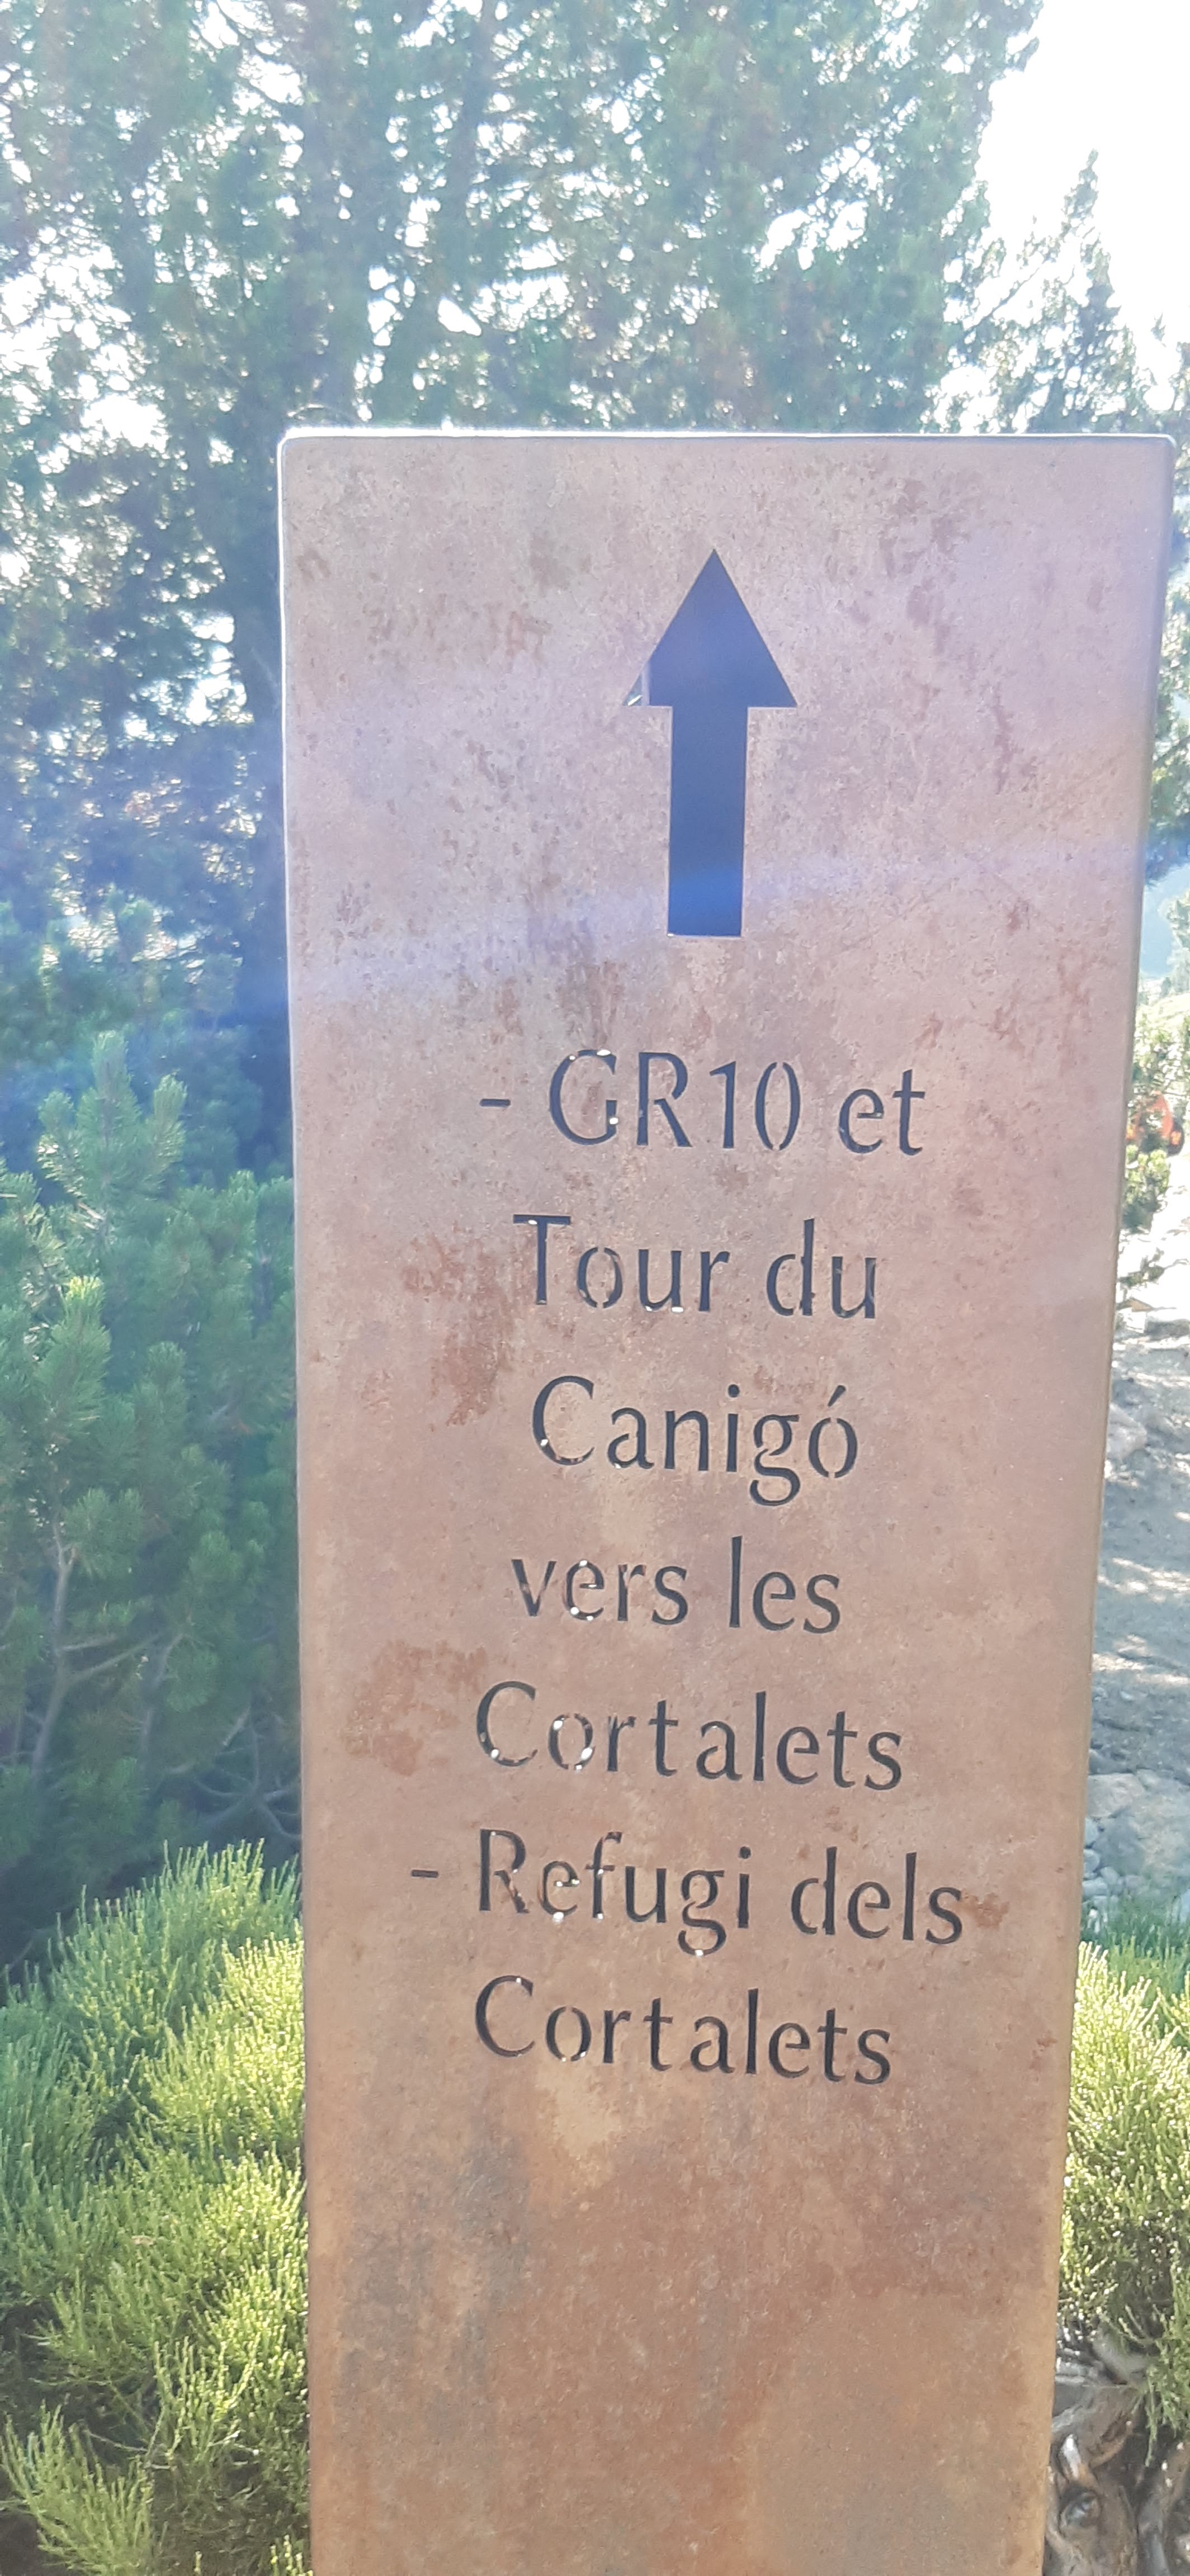 - GR10 et
Tour du
Canigó
vers les
Cortalets
- Refugi dels
Cortalets